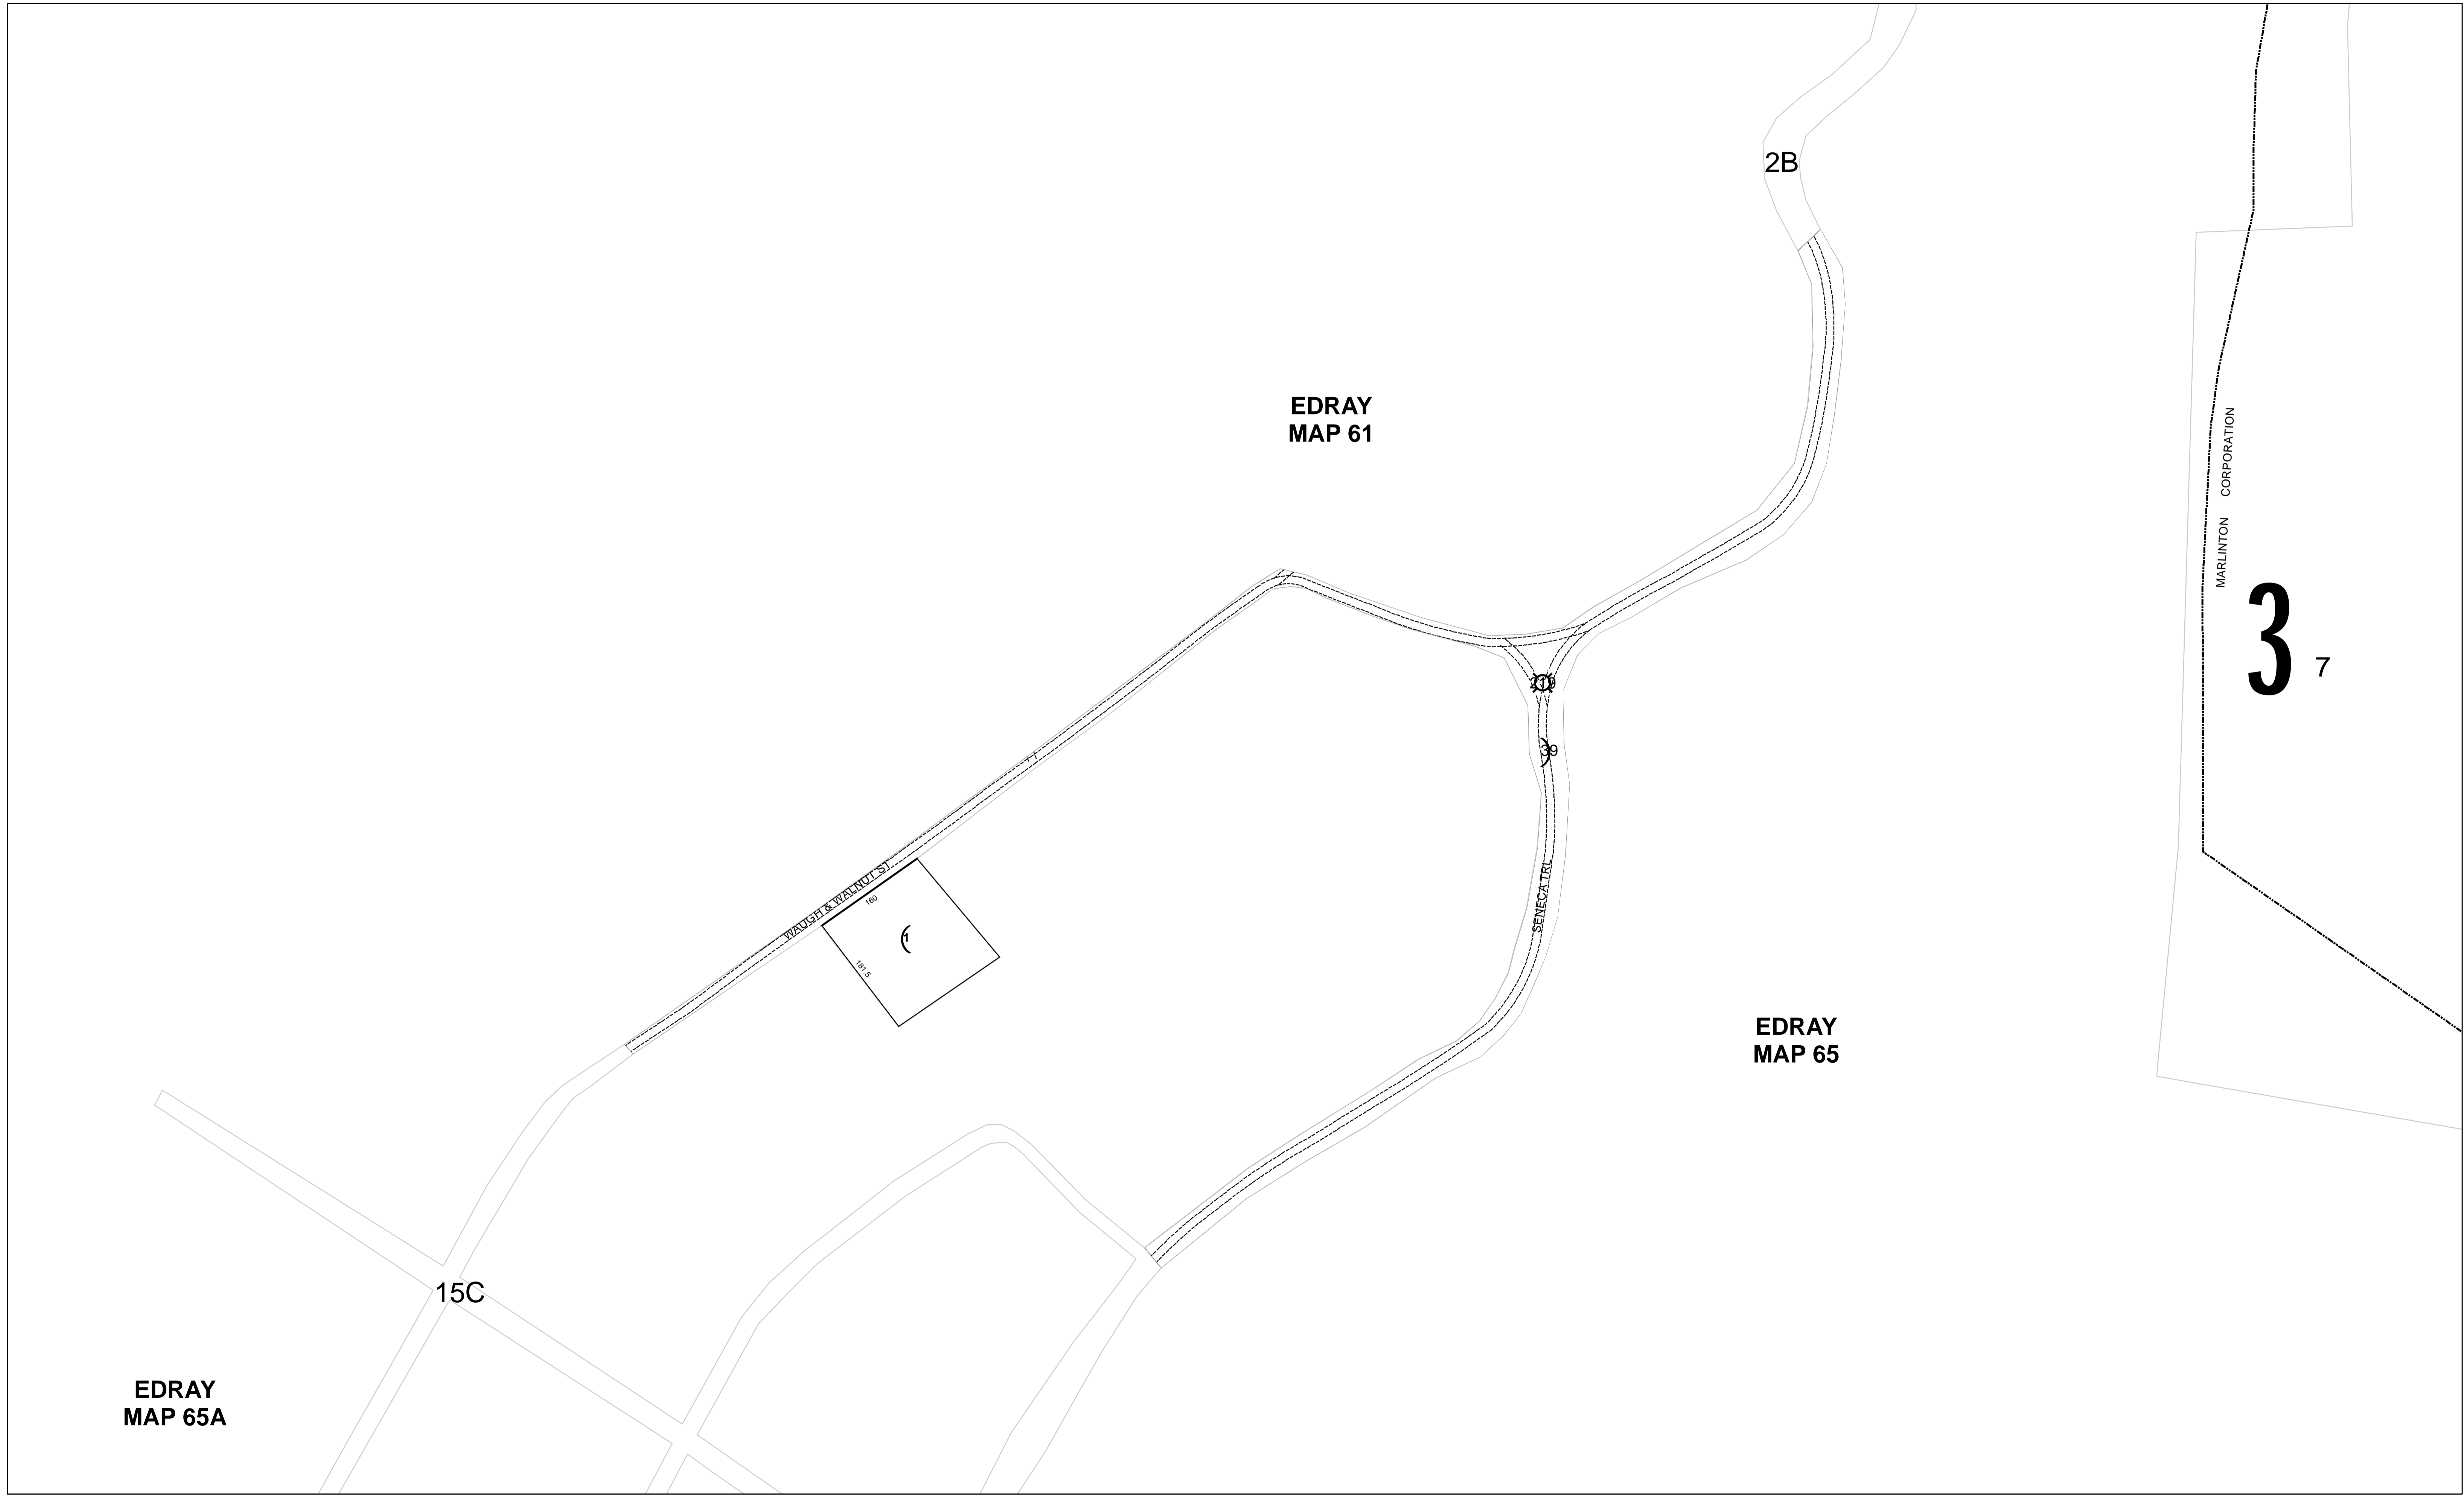 2B
EDRAY
MAP 61
MARLINTON CORPORATION
3
7
219
39
WAUGH & WALNUT ST
160
1
181.5
SENECA TRL
EDRAY
MAP 65
15C
EDRAY
MAP 65A